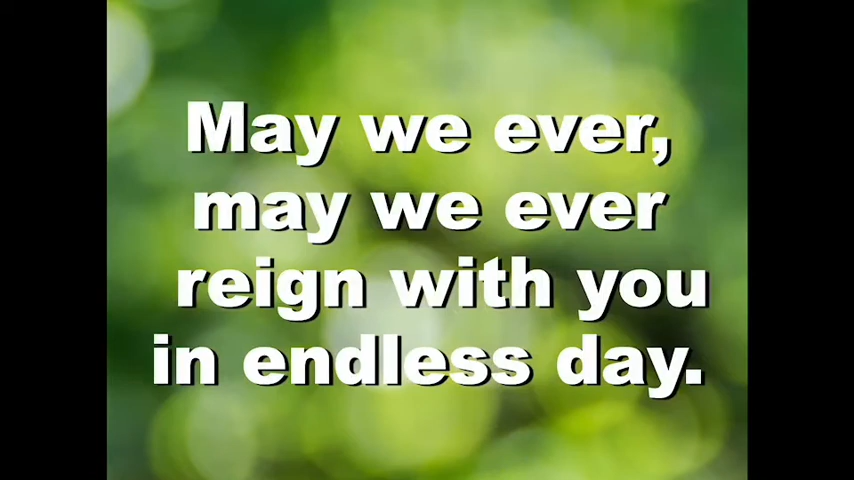 May we ever,
may we ever
reign with you
in endless day.